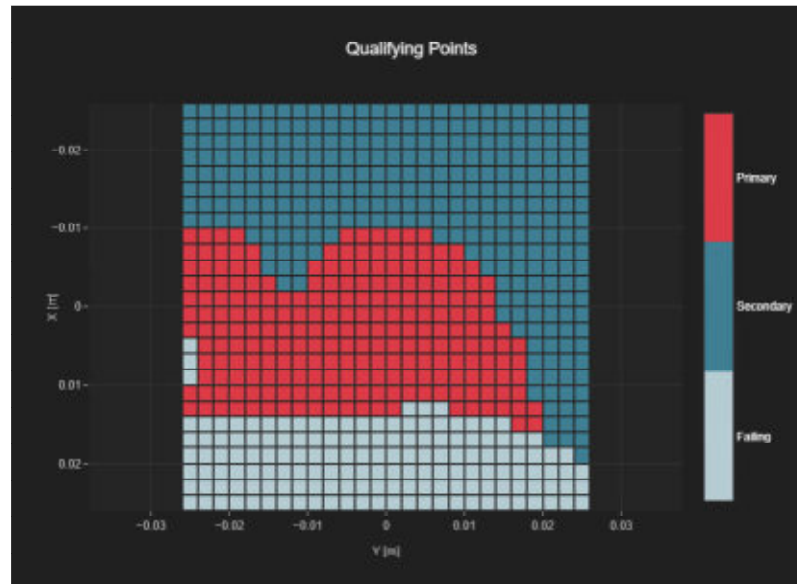 Qualifying Points
Primary
Secondary
Failing
X [m]
−0.02
−0.01
0
0.01
0.02
−0.03
−0.02
−0.01
0
0.01
0.02
0.03
Y [m]